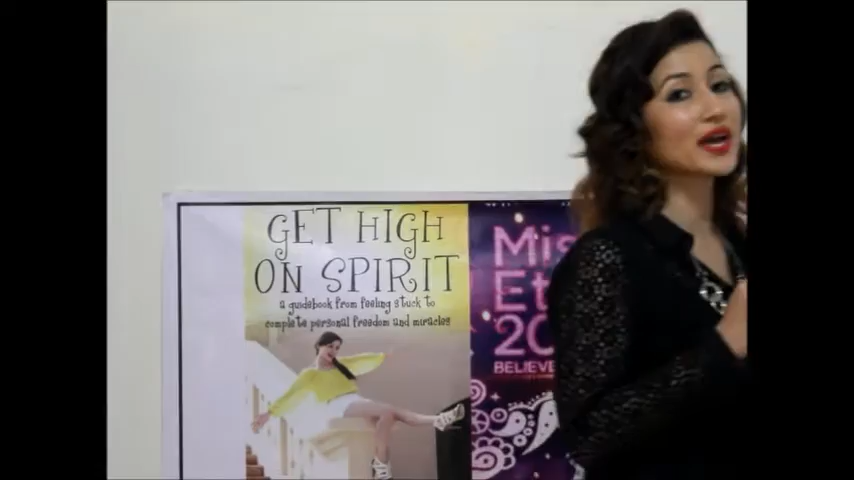 GET HIGH
ON SPIRIT
a guidebook from feeling stuck to
complete personal freedom and miracles
Mis
Et
20
BELIEVE